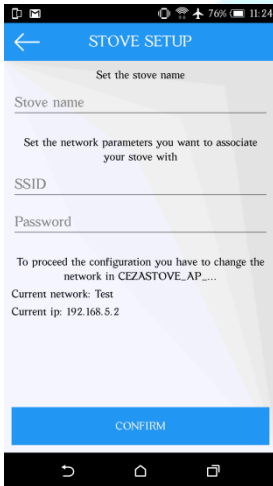 76% 11:24
STOVE SETUP
Set the stove name
Stove name
Set the network parameters you want to associate
your stove with
SSID
Password
To proceed the configuration you have to change the
network in CEZASTOVE_AP_...
Current network: Test
Current ip: 192.168.5.2
CONFIRM